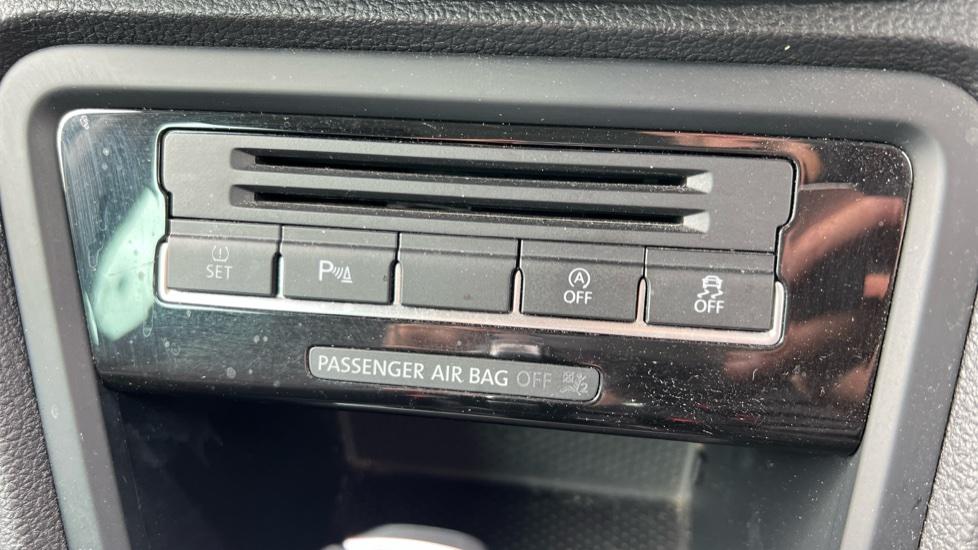 SET
P
A
OFF
OFF
PASSENGER AIR BAG OFF